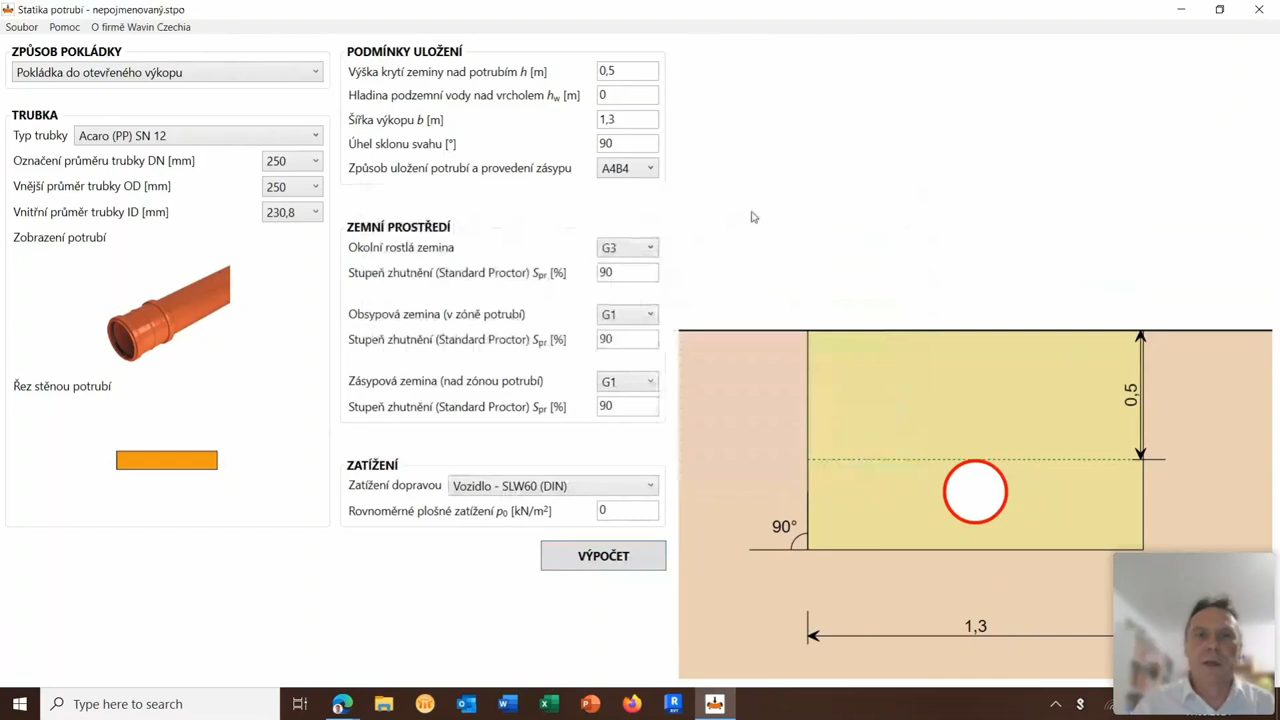 Statika potrubí - nepojmenovaný.stpo
Soubor Pomoc O firmě Wavin Czechia
ZPŮSOB POKLÁDKY
Pokládka do otevřeného výkopu
TRUBKA
Typ trubky Acaro (PP) SN 12
Označení průměru trubky DN [mm] 250
Vnější průměr trubky OD [mm] 250
Vnitřní průměr trubky ID [mm] 230,8
Zobrazení potrubí
Řez stěnou potrubí
PODMÍNKY ULOŽENÍ
Výška krytí zeminy nad potrubím h [m] 0,5
Hladina podzemní vody nad vrcholem hw [m] 0
Šířka výkopu b [m] 1,3
Úhel sklonu svahu [°] 90
Způsob uložení potrubí a provedení zásypu A4B4
ZEMNÍ PROSTŘEDÍ
Okolní rostlá zemina G3
Stupeň zhutnění (Standard Proctor) Spr [%] 90
Obsypová zemina (v zóně potrubí) G1
Stupeň zhutnění (Standard Proctor) Spr [%] 90
Zásypová zemina (nad zónou potrubí) G1
Stupeň zhutnění (Standard Proctor) Spr [%] 90
ZATÍŽENÍ
Zatížení dopravou Vozidlo - SLW60 (DIN)
Rovnoměrné plošné zatížení p0 [kN/m2] 0
VÝPOČET
0,5
90°
1,3
Type here to search